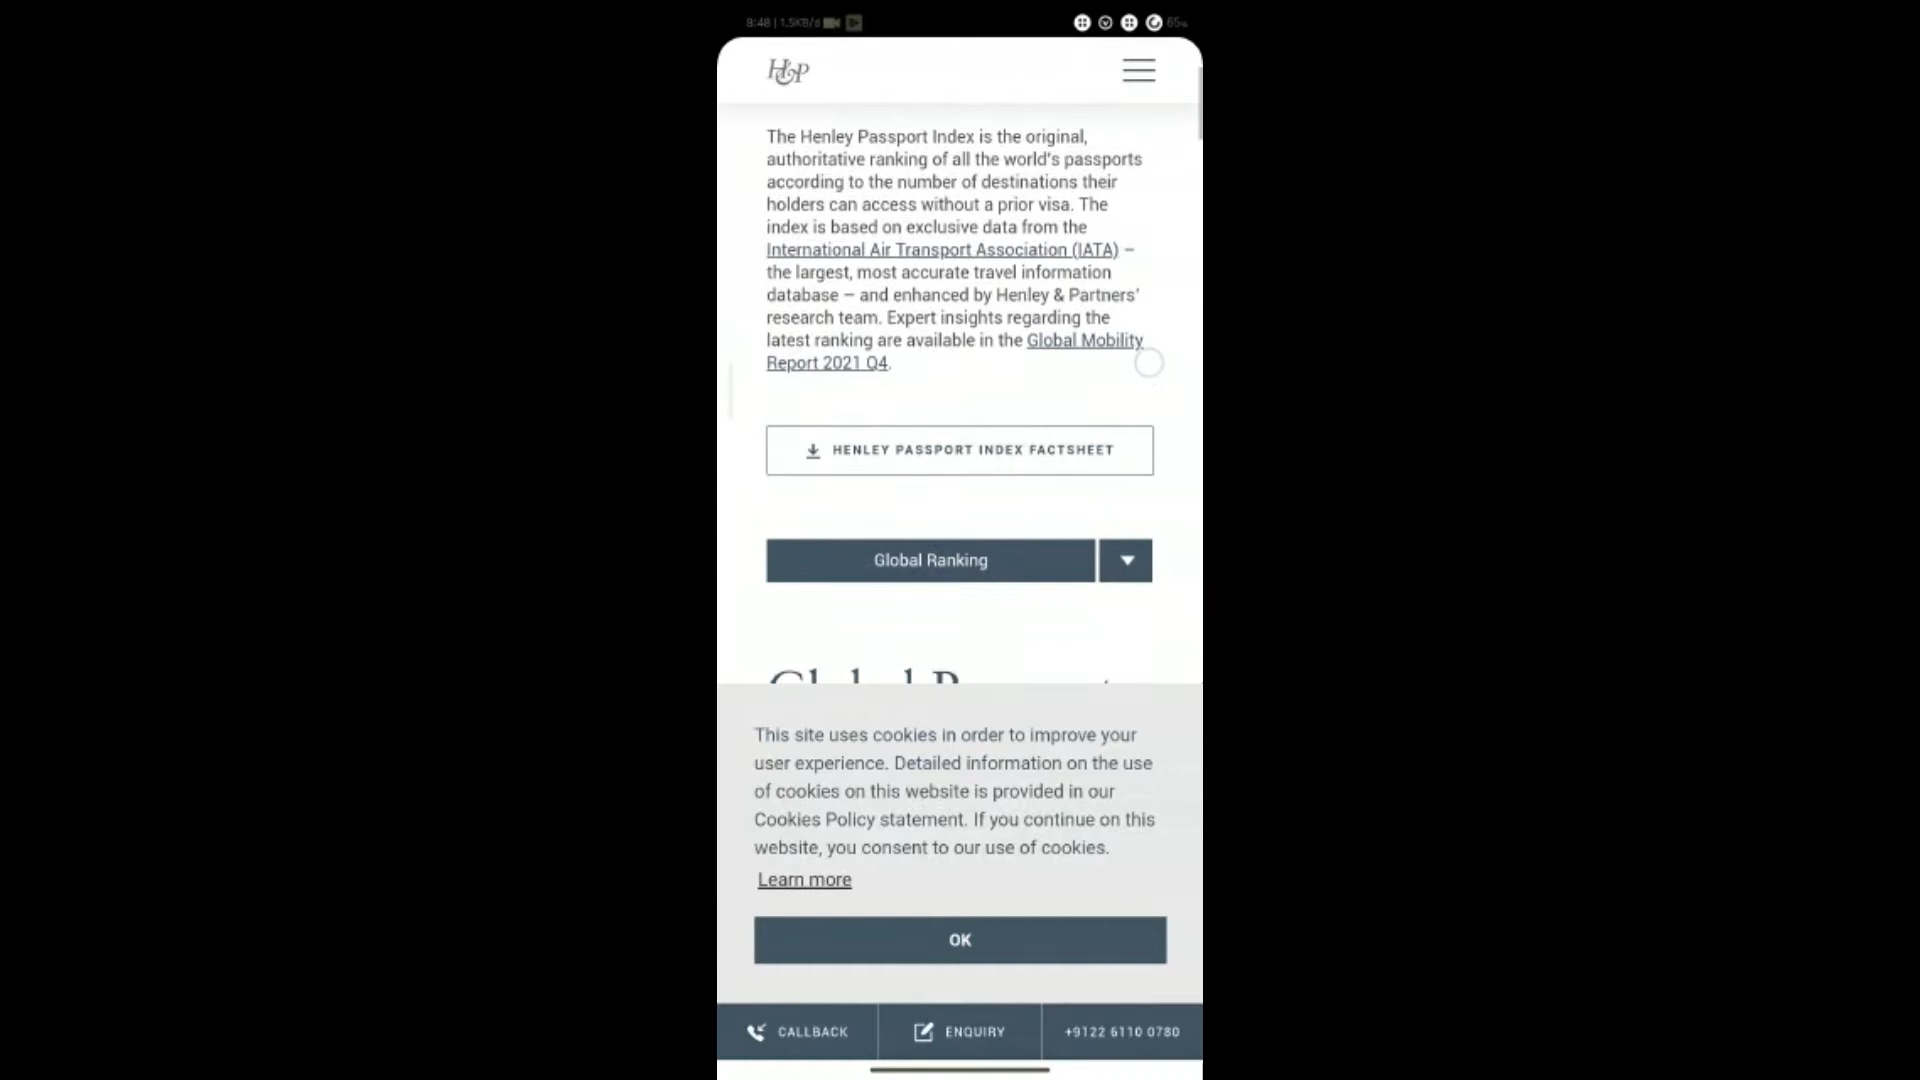 8:48 | 1.5KB/s
65%
H&P
The Henley Passport Index is the original,
authoritative ranking of all the world's passports
according to the number of destinations their
holders can access without a prior visa. The
index is based on exclusive data from the
International Air Transport Association (IATA) –
the largest, most accurate travel information
database – and enhanced by Henley & Partners'
research team. Expert insights regarding the
latest ranking are available in the Global Mobility
Report 2021 Q4.
HENLEY PASSPORT INDEX FACTSHEET
Global Ranking
This site uses cookies in order to improve your
user experience. Detailed information on the use
of cookies on this website is provided in our
Cookies Policy statement. If you continue on this
website, you consent to our use of cookies.
Learn more
OK
CALLBACK
ENQUIRY
+9122 6110 0780